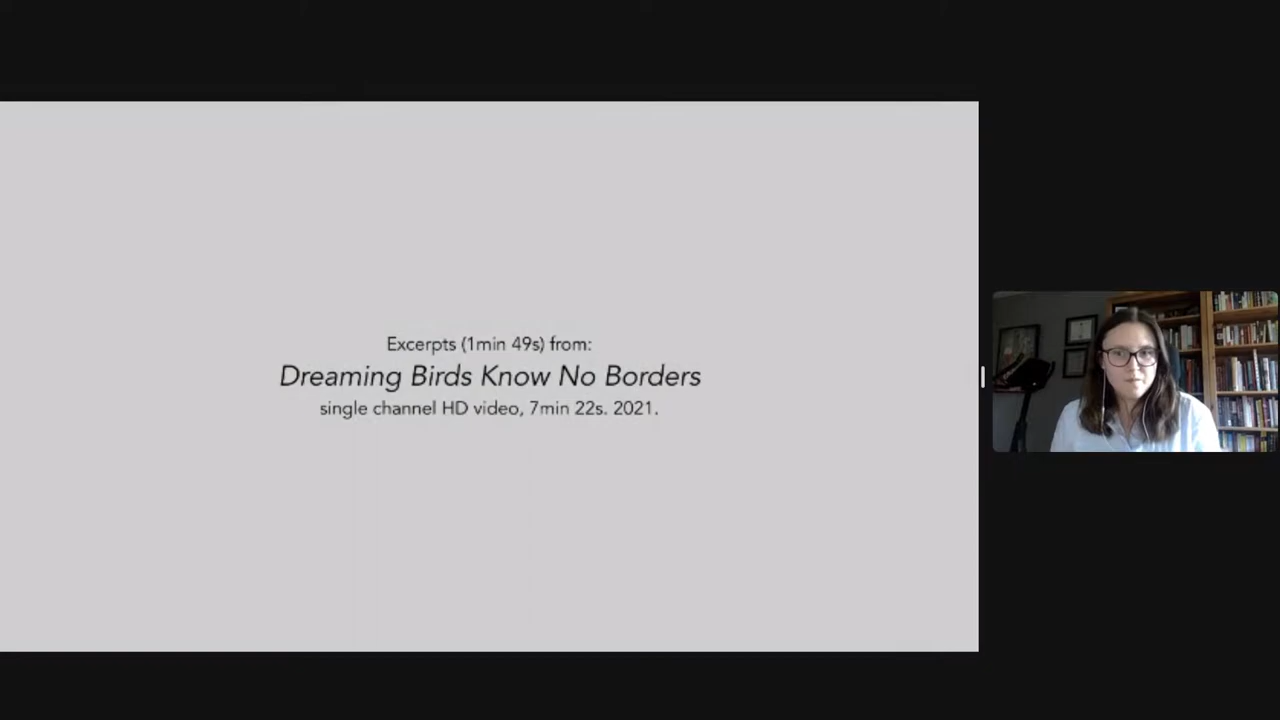 Excerpts (1min 49s) from:
Dreaming Birds Know No Borders
single channel HD video, 7min 22s. 2021.